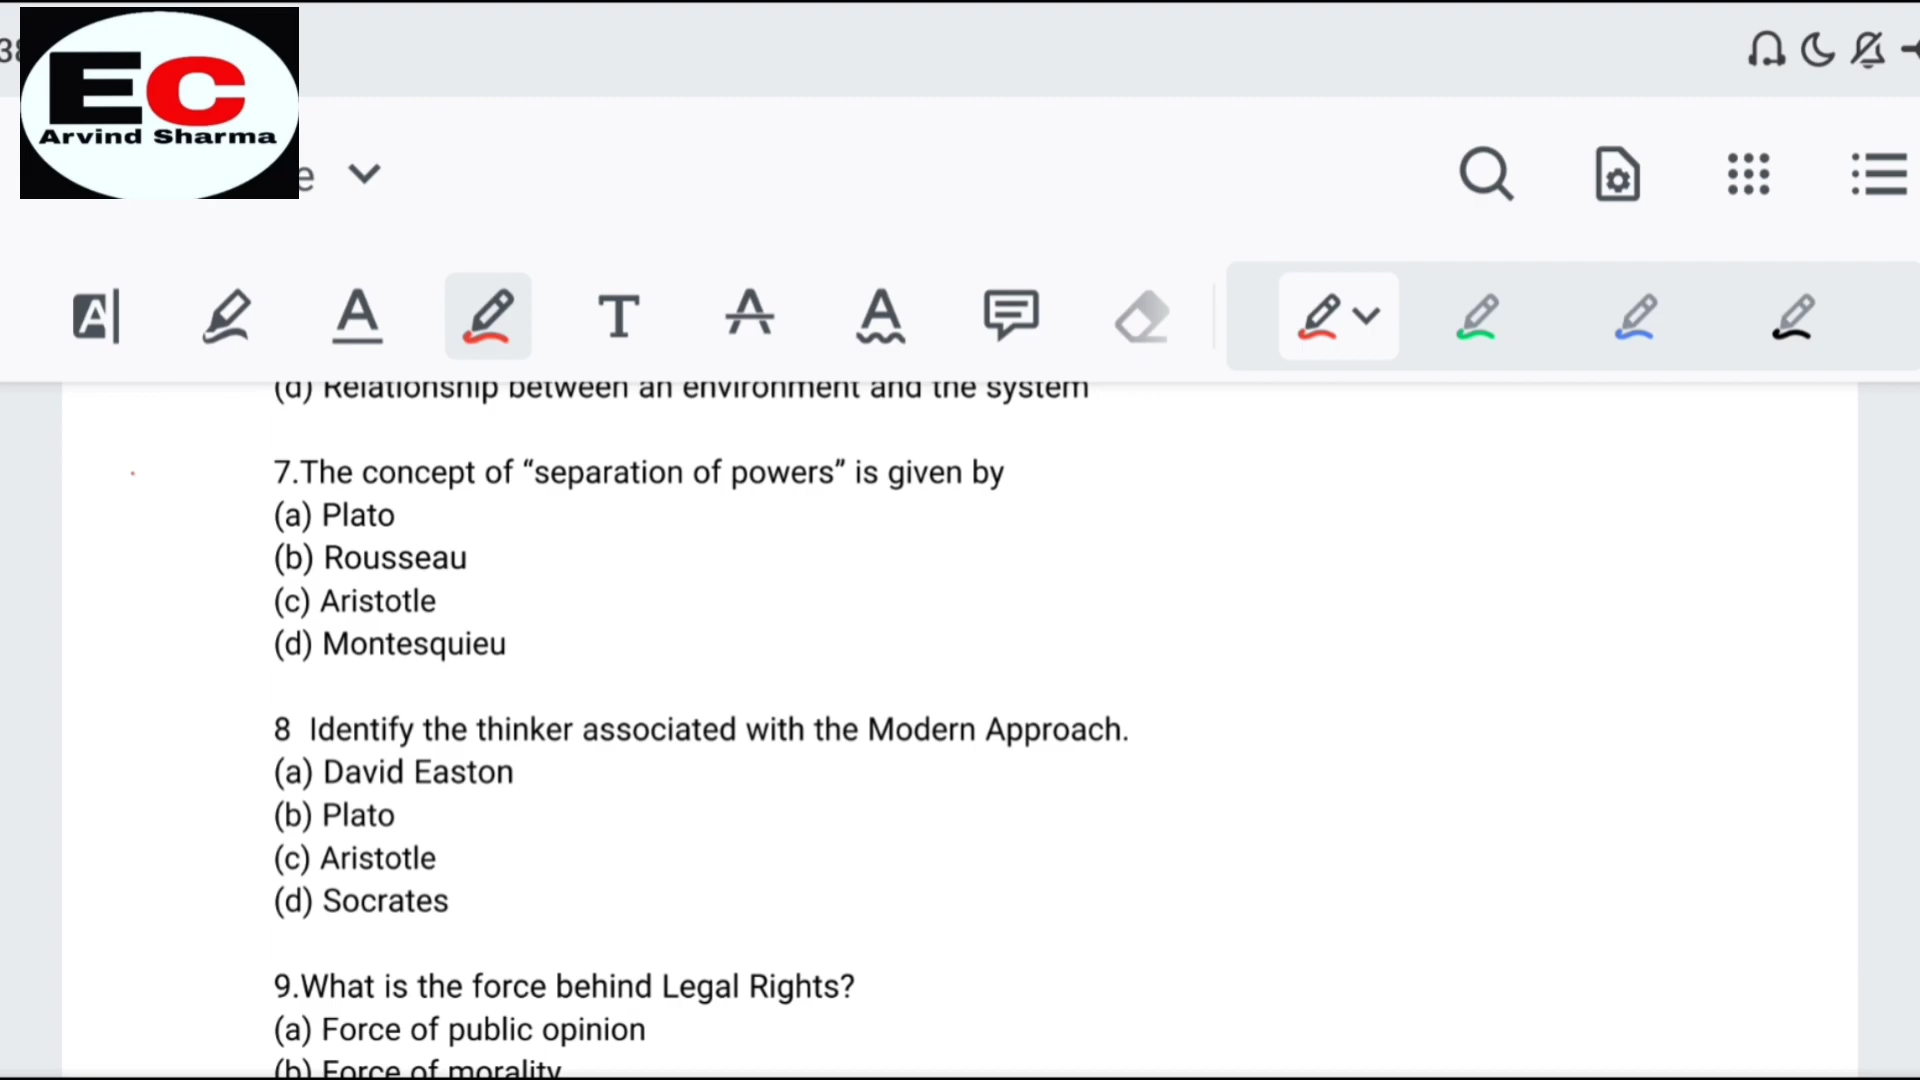 38
EC
Arvind Sharma
e
(d) Relationship between an environment and the system
7.The concept of “separation of powers” is given by
(a) Plato
(b) Rousseau
(c) Aristotle
(d) Montesquieu
8 Identify the thinker associated with the Modern Approach.
(a) David Easton
(b) Plato
(c) Aristotle
(d) Socrates
9.What is the force behind Legal Rights?
(a) Force of public opinion
(b) Force of morality